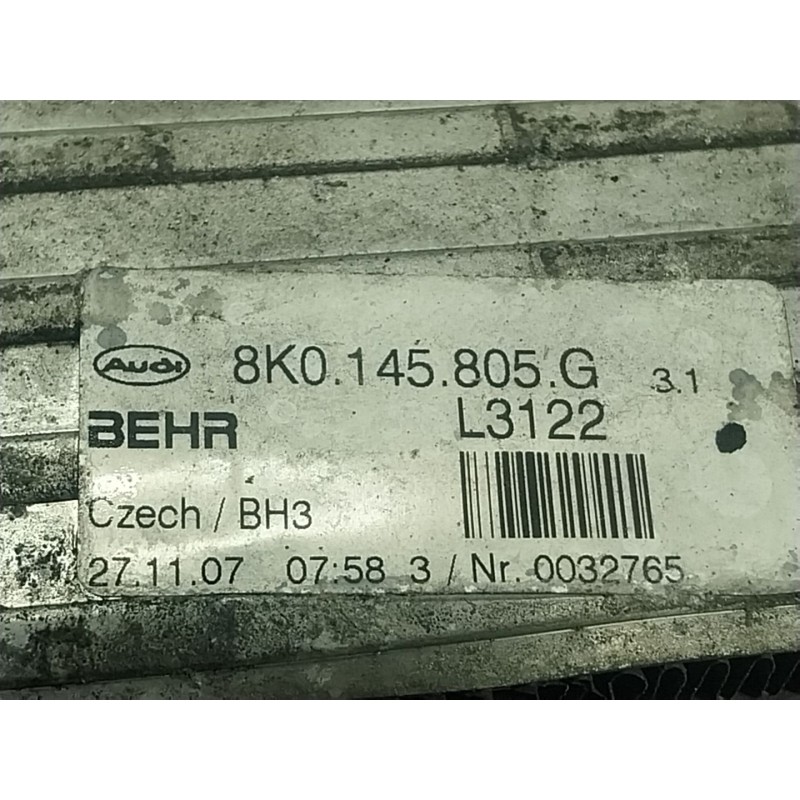 Audi 8K0.145.805.G 3.1
BEHR L3122
Czech / BH3
27.11.07 07:58 3 / Nr. 0032765